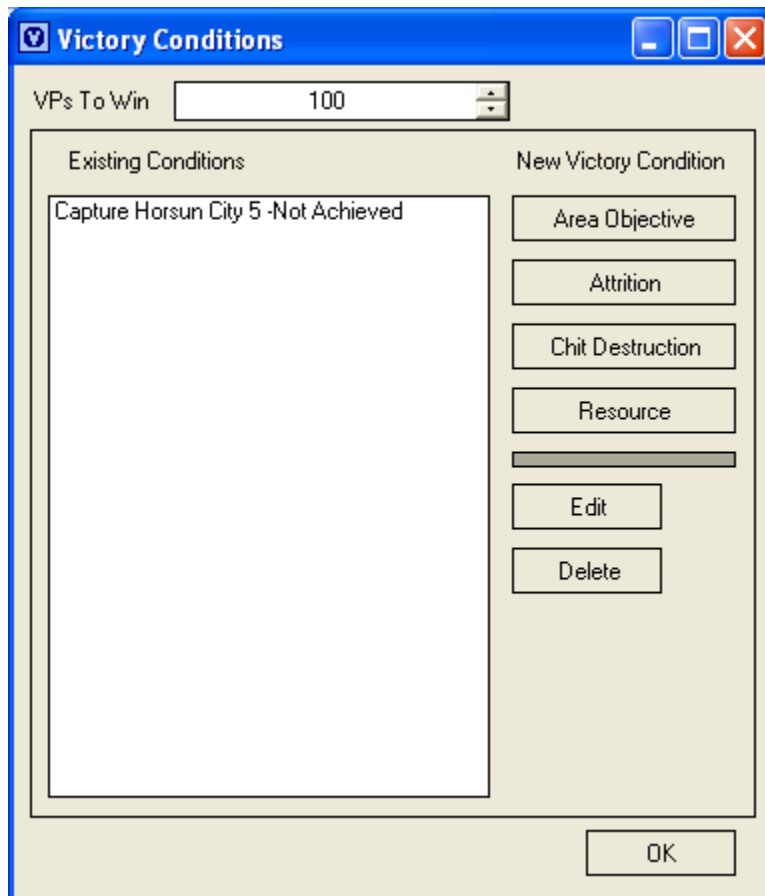 Victory Conditions
VPs To Win 100
Existing Conditions
New Victory Condition
Capture Horsun City 5 -Not Achieved
Area Objective
Attrition
Chit Destruction
Resource
Edit
Delete
OK